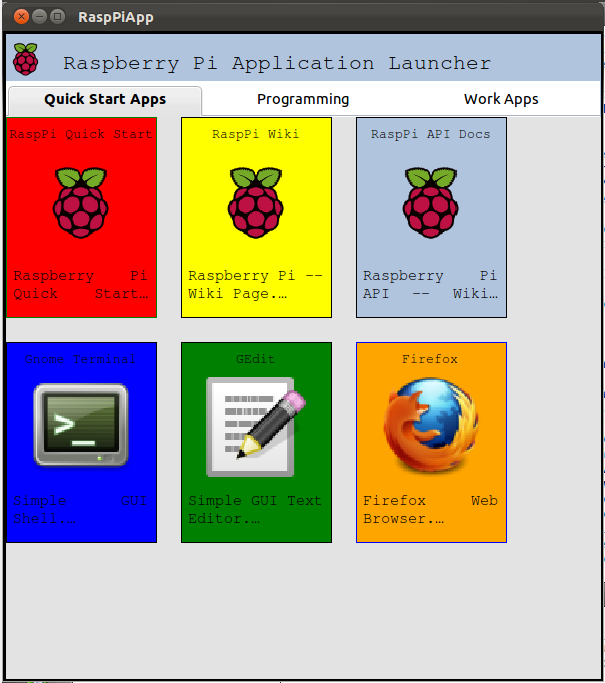 RaspPiApp
Raspberry Pi Application Launcher
Quick Start Apps Programming Work Apps
RaspPi Quick Start
Raspberry Pi
Quick Start…
RaspPi Wiki
Raspberry Pi --
Wiki Page.…
RaspPi API Docs
Raspberry Pi
API -- Wiki…
Gnome Terminal
Simple GUI
Shell.…
GEdit
Simple GUI Text
Editor.…
Firefox
Firefox Web
Browser.…